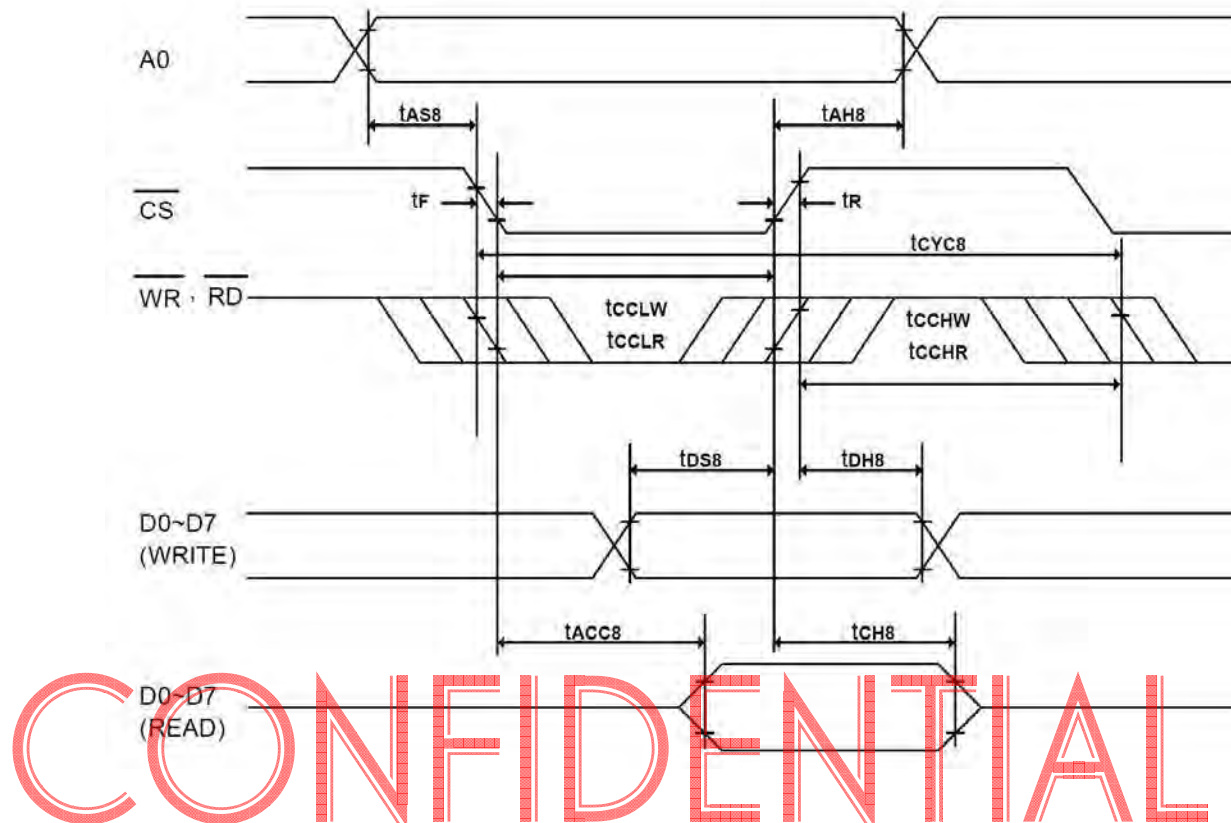 A0
tAS8
tAH8
CS
tF
tR
tCYC8
WR , RD
tCCLW
tCCLR
tCCHW
tCCHR
tDS8
tDH8
D0~D7
(WRITE)
tACC8
tCH8
D0~D7
(READ)
CONFIDENTIAL